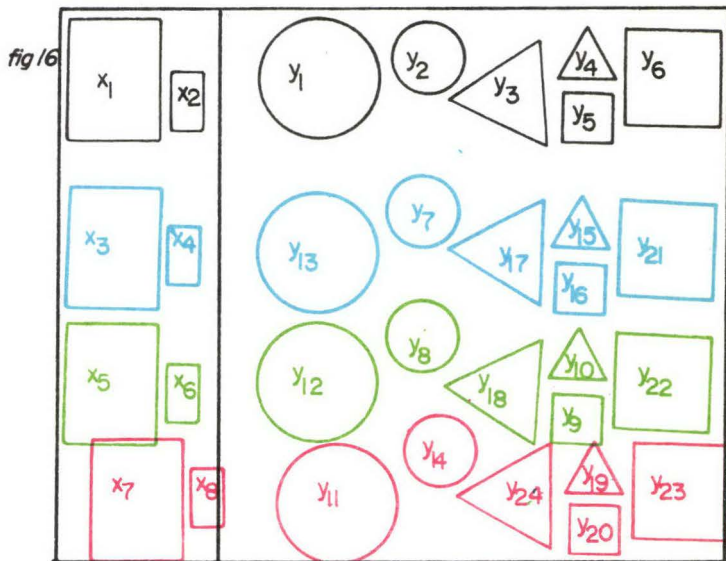 fig 16
x1 x2 y1 y2 y3 y4 y5 y6
x3 x4 y13 y7 y17 y15 y16 y21
x5 x6 y12 y8 y18 y10 y9 y22
x7 x8 y11 y14 y24 y19 y20 y23